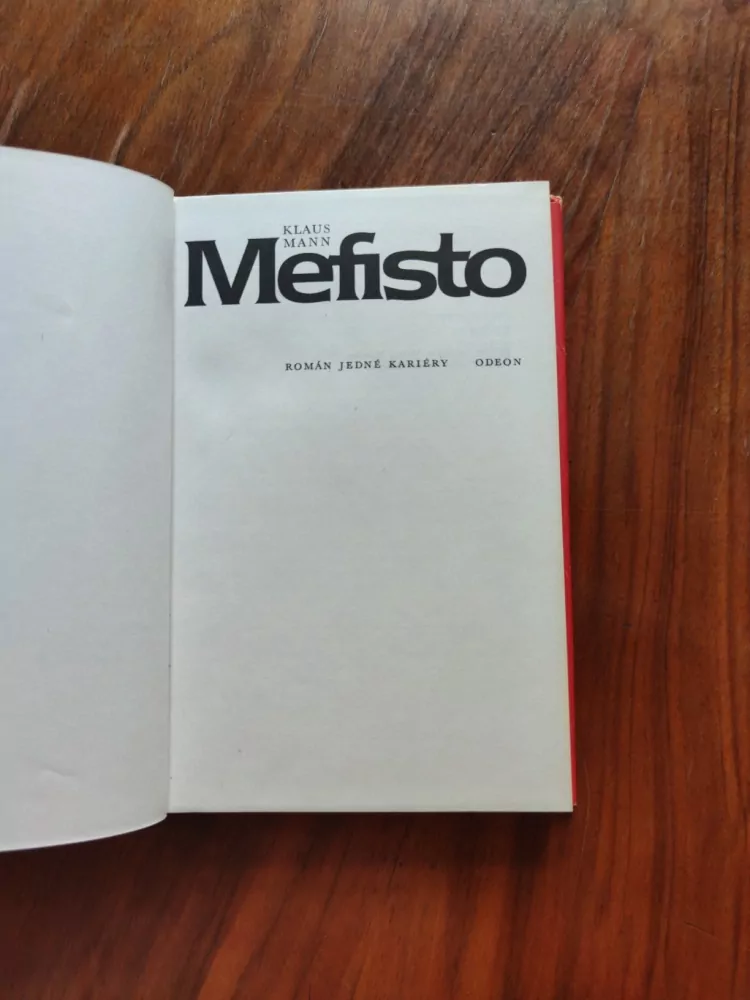 KLAUS
MANN
Mefisto
ROMÁN JEDNÉ KARIÉRY ODEON